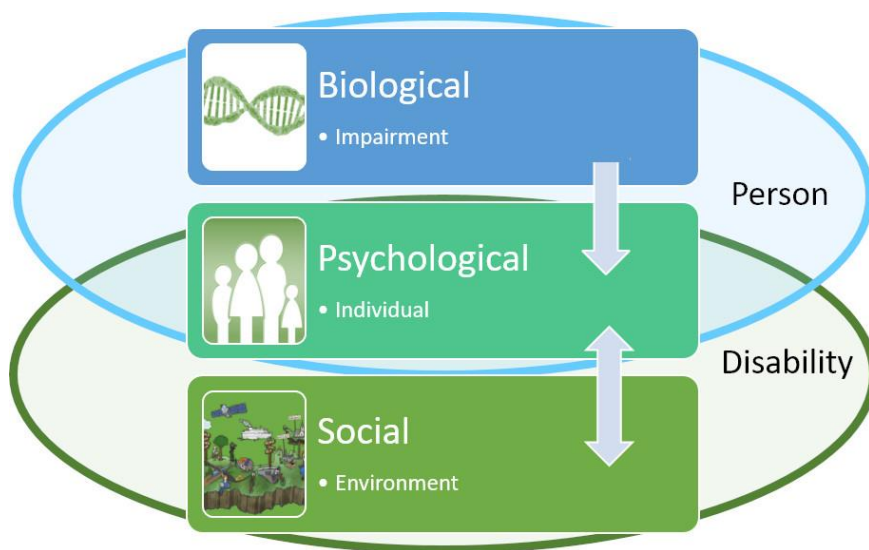 Biological
• Impairment
Person
Psychological
• Individual
Disability
Social
• Environment